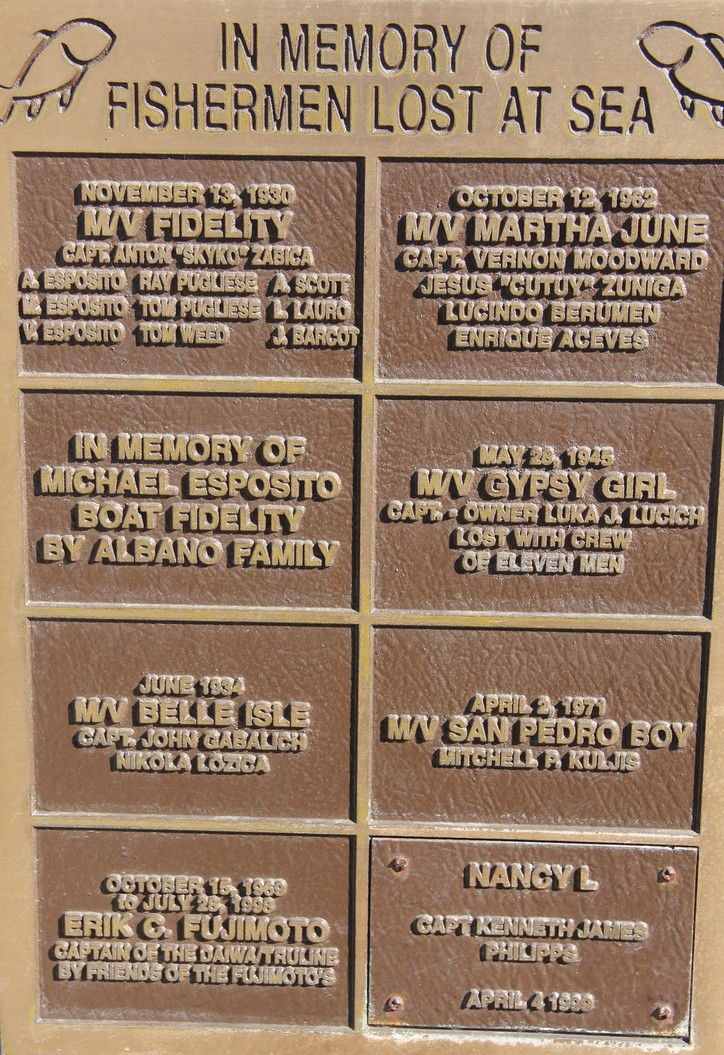 IN MEMORY OF
FISHERMEN LOST AT SEA
NOVEMBER 13, 1930
M/V FIDELITY
CAPT. ANTON "SKYKO" ZABICA
A. ESPOSITO RAY PUGLIESE A. SCOTT
M. ESPOSITO TOM PUGLIESE L. LAURO
V. ESPOSITO TOM WEED J. BARCOT
OCTOBER 12, 1962
M/V MARTHA JUNE
CAPT. VERNON MOODWARD
JESUS "CUTUY" ZUNIGA
LUCINDO BERUMEN
ENRIQUE ACEVES
IN MEMORY OF
MICHAEL ESPOSITO
BOAT FIDELITY
BY ALBANO FAMILY
MAY 1945
M/V GYPSY GIRL
CAPT. - OWNER LUKA J. LUCICH
LOST WITH CREW
OF ELEVEN MEN
JUNE 1934
M/V BELLE ISLE
CAPT. JOHN GABALICH
NIKOLA LOZICA
APRIL 2, 1971
M/V SAN PEDRO BOY
MITCHELL P. KULJIS
OCTOBER 15, 1969
to JULY
ERIK C. FUJIMOTO
CAPTAIN OF THE DAIWA/TRULINE
BY FRIENDS OF THE FUJIMOTO'S
NANCY L
CAPT KENNETH JAMES
PHILIPPS
APRIL 4 1999